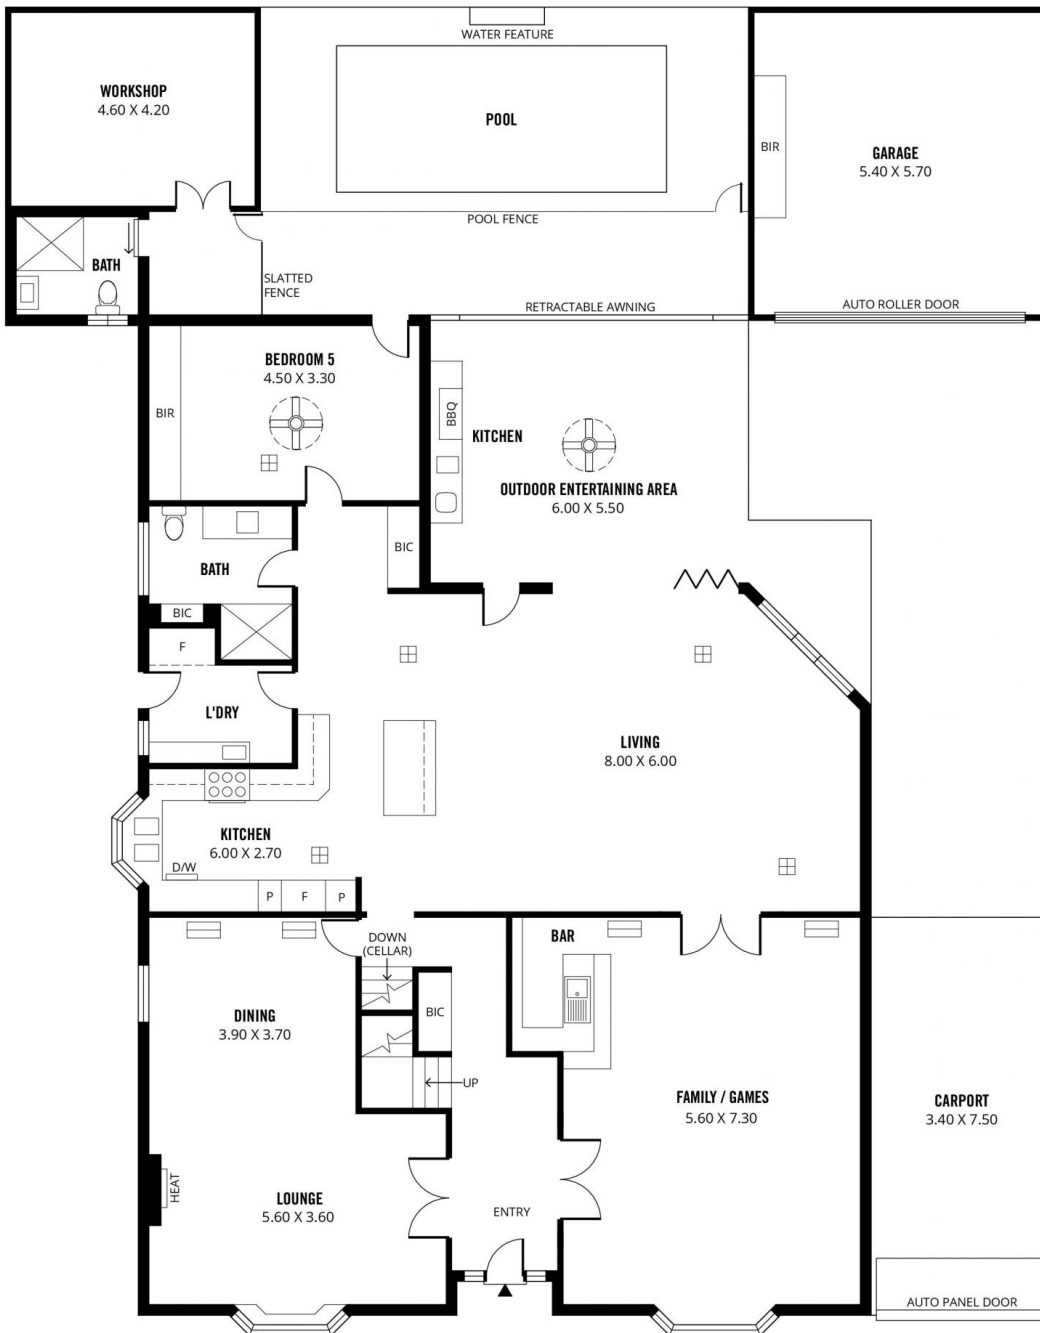 WATER FEATURE
WORKSHOP
4.60 X 4.20
POOL
BIR
GARAGE
5.40 X 5.70
POOL FENCE
BATH
SLATTED
FENCE
RETRACTABLE AWNING
AUTO ROLLER DOOR
BEDROOM 5
4.50 X 3.30
BIR
BBQ
KITCHEN
OUTDOOR ENTERTAINING AREA
6.00 X 5.50
BATH
BIC
BIC
F
L'DRY
LIVING
8.00 X 6.00
KITCHEN
6.00 X 2.70
D/W
P
F
P
DOWN
(CELLAR)
BAR
DINING
3.90 X 3.70
BIC
UP
FAMILY / GAMES
5.60 X 7.30
CARPORT
3.40 X 7.50
HEAT
LOUNGE
5.60 X 3.60
ENTRY
AUTO PANEL DOOR